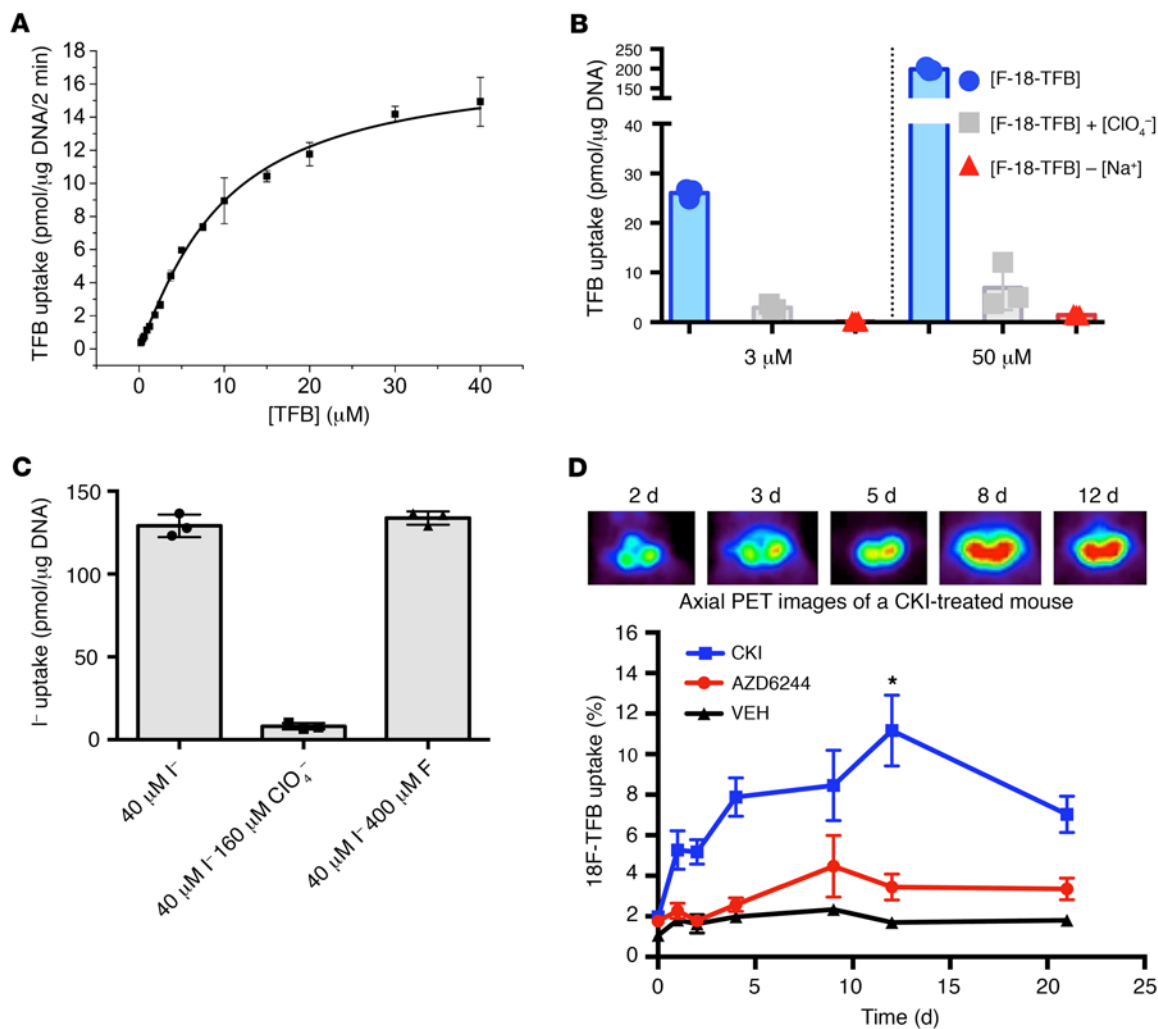 A
TFB uptake (pmol/μg DNA/2 min)
18
16
14
12
10
8
6
4
2
0
0 10 20 30 40
[TFB] (μM)
B
TFB uptake (pmol/μg DNA)
250
200
150
40
30
20
10
0
[F-18-TFB]
[F-18-TFB] + [ClO₄⁻]
[F-18-TFB] – [Na⁺]
3 μM 50 μM
C
I⁻ uptake (pmol/μg DNA)
150
100
50
0
40 μM I⁻
40 μM I⁻ 160 μM ClO₄⁻
40 μM I⁻ 400 μM F
D
2 d 3 d 5 d 8 d 12 d
Axial PET images of a CKI-treated mouse
18F-TFB uptake (%)
16
14
12
10
8
6
4
2
0
CKI
AZD6244
VEH
*
0 5 10 15 20 25
Time (d)